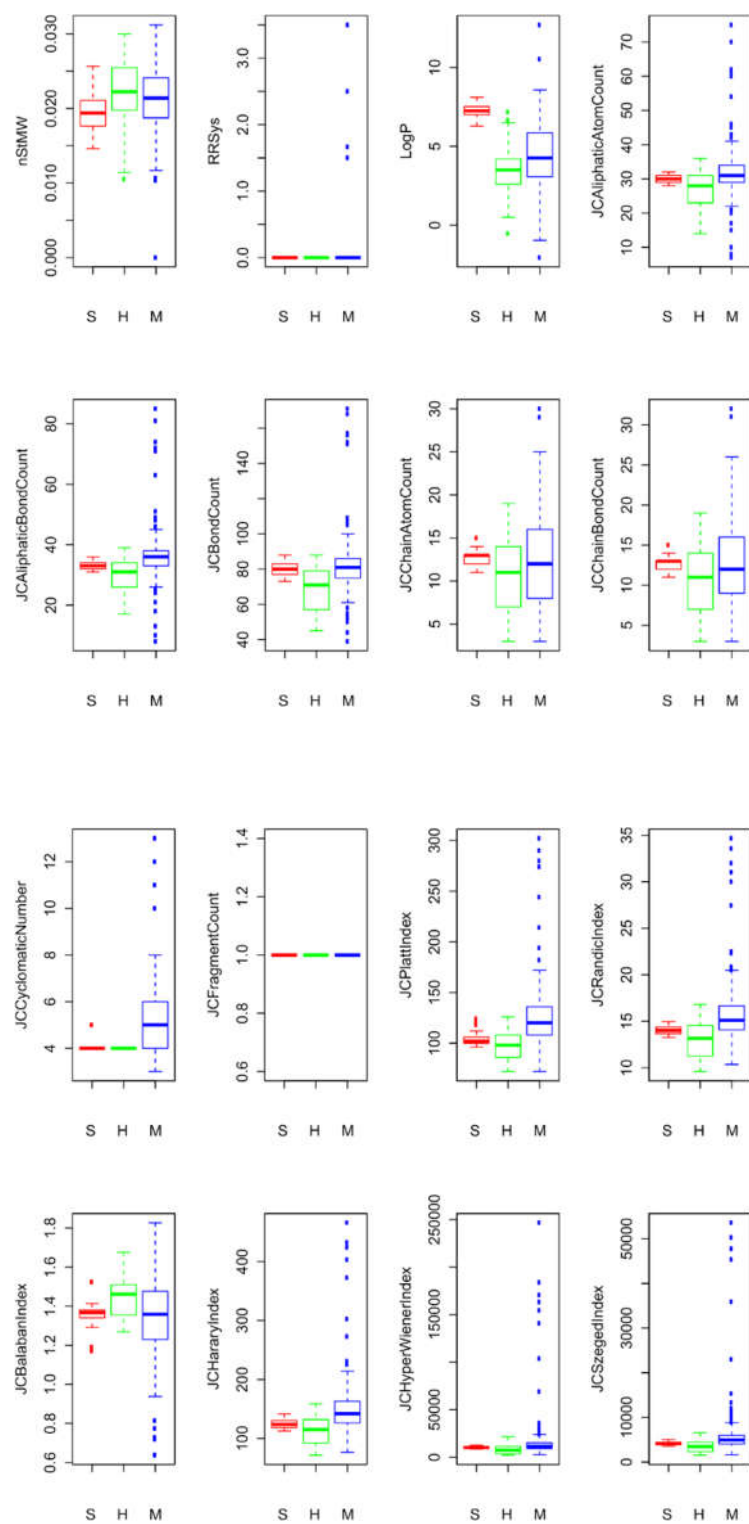 nStMW
0.030
0.020
0.010
0.000
S H M
RRSys
3.0
2.0
1.0
0.0
S H M
LogP
10
5
0
S H M
JCAliphaticAtomCount
70
60
50
40
30
20
10
S H M
JCAliphaticBondCount
80
60
40
20
S H M
JCBondCount
140
100
80
60
40
S H M
JCChainAtomCount
30
25
20
15
10
5
S H M
JCChainBondCount
30
25
20
15
10
5
S H M
JCCyclomaticNumber
12
10
8
6
4
S H M
JCFragmentCount
1.4
1.2
1.0
0.8
0.6
S H M
JCPlattIndex
300
250
200
150
100
S H M
JCRandicIndex
35
30
25
20
15
10
S H M
JCBalabanIndex
1.8
1.6
1.4
1.2
1.0
0.8
0.6
S H M
JCHararyIndex
400
300
200
100
S H M
JCHyperWienerIndex
250000
150000
50000
0
S H M
JCSzegedIndex
50000
30000
10000
0
S H M